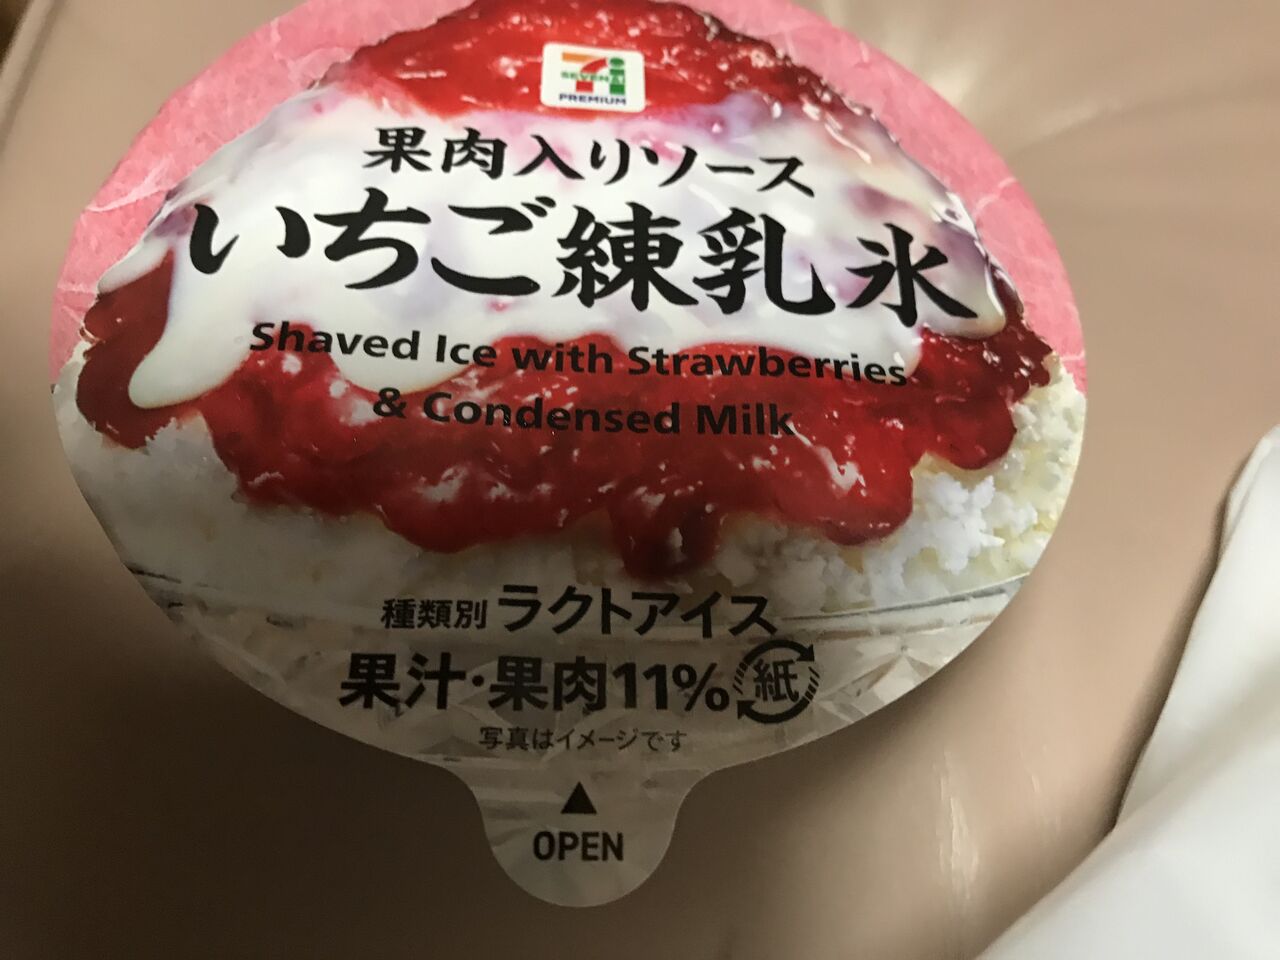 SEVEN&i
PREMIUM
果肉入りソース
いちご練乳氷
Shaved Ice with Strawberries
& Condensed Milk
種類別 ラクトアイス
果汁・果肉11% 紙
写真はイメージです
▲
OPEN